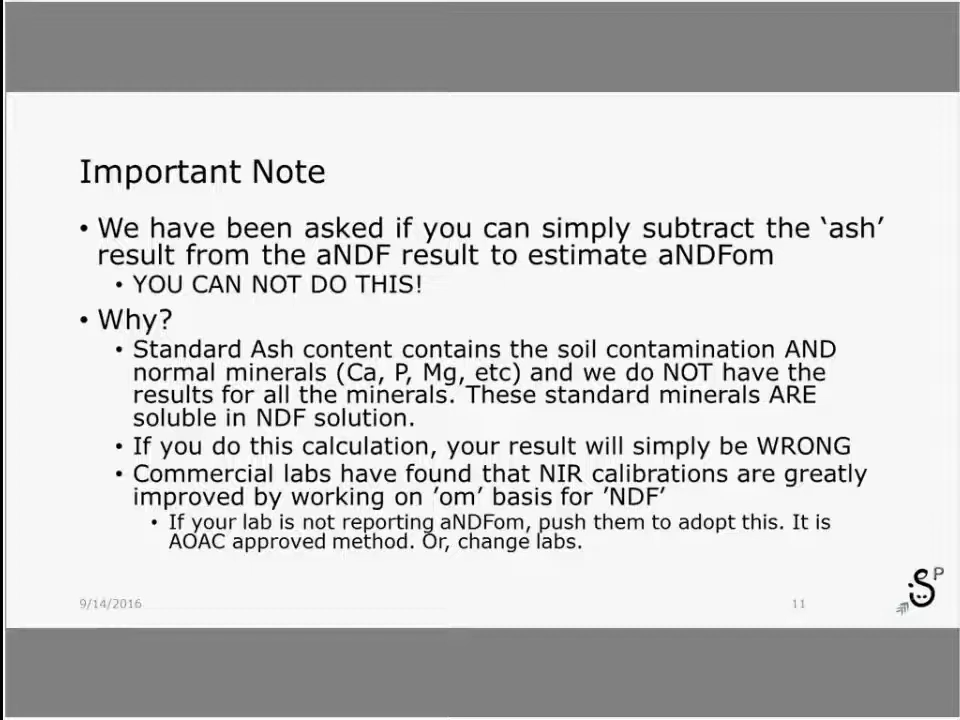 Important Note
• We have been asked if you can simply subtract the ‘ash’
result from the aNDF result to estimate aNDFom
• YOU CAN NOT DO THIS!
• Why?
• Standard Ash content contains the soil contamination AND
normal minerals (Ca, P, Mg, etc) and we do NOT have the
results for all the minerals. These standard minerals ARE
soluble in NDF solution.
• If you do this calculation, your result will simply be WRONG
• Commercial labs have found that NIR calibrations are greatly
improved by working on ’om’ basis for ’NDF’
• If your lab is not reporting aNDFom, push them to adopt this. It is
AOAC approved method. Or, change labs.
9/14/2016
11
SP